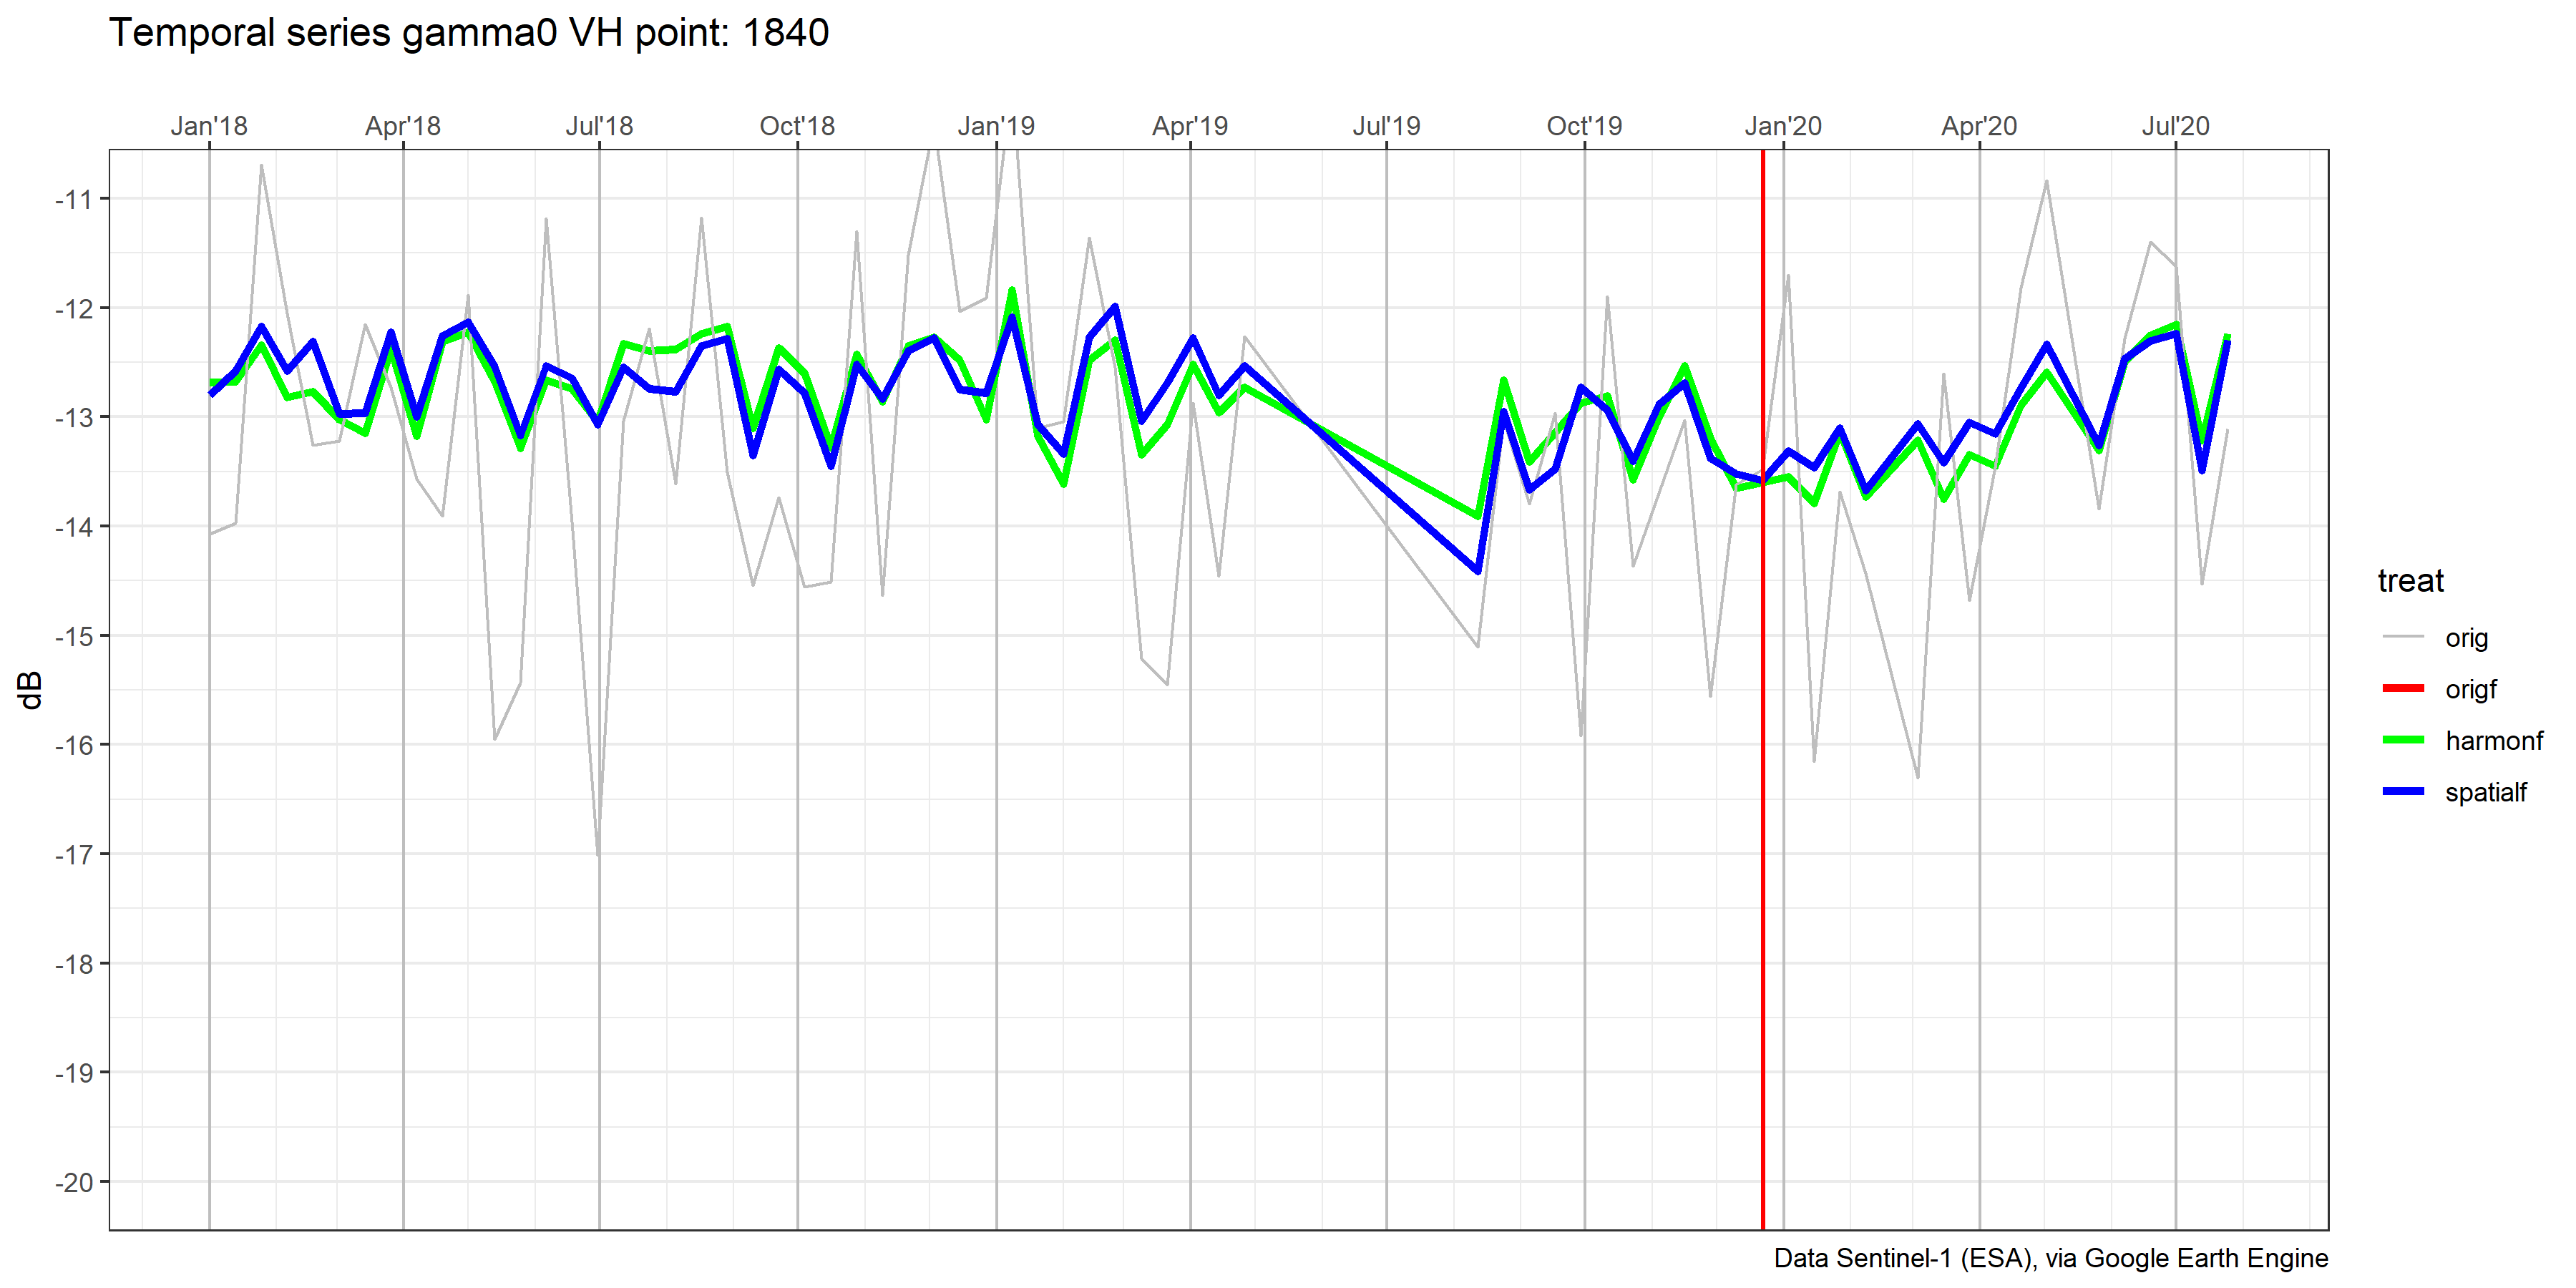 Temporal series gamma0 VH point: 1840
Jan'18 Apr'18 Jul'18 Oct'18 Jan'19 Apr'19 Jul'19 Oct'19 Jan'20 Apr'20 Jul'20
-11
-12
-13
-14
-15
-16
-17
-18
-19
-20
dB
treat
orig
origf
harmonf
spatialf
Data Sentinel-1 (ESA), via Google Earth Engine